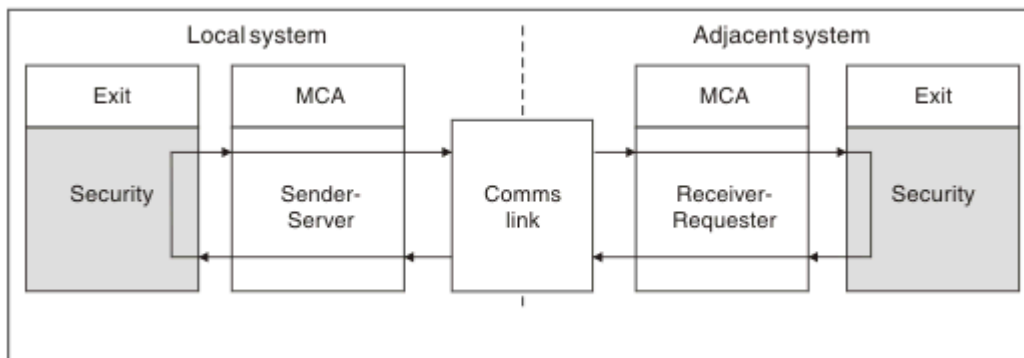 Local system
Adjacent system
Exit
MCA
MCA
Exit
Security
Sender-
Server
Comms
link
Receiver-
Requester
Security